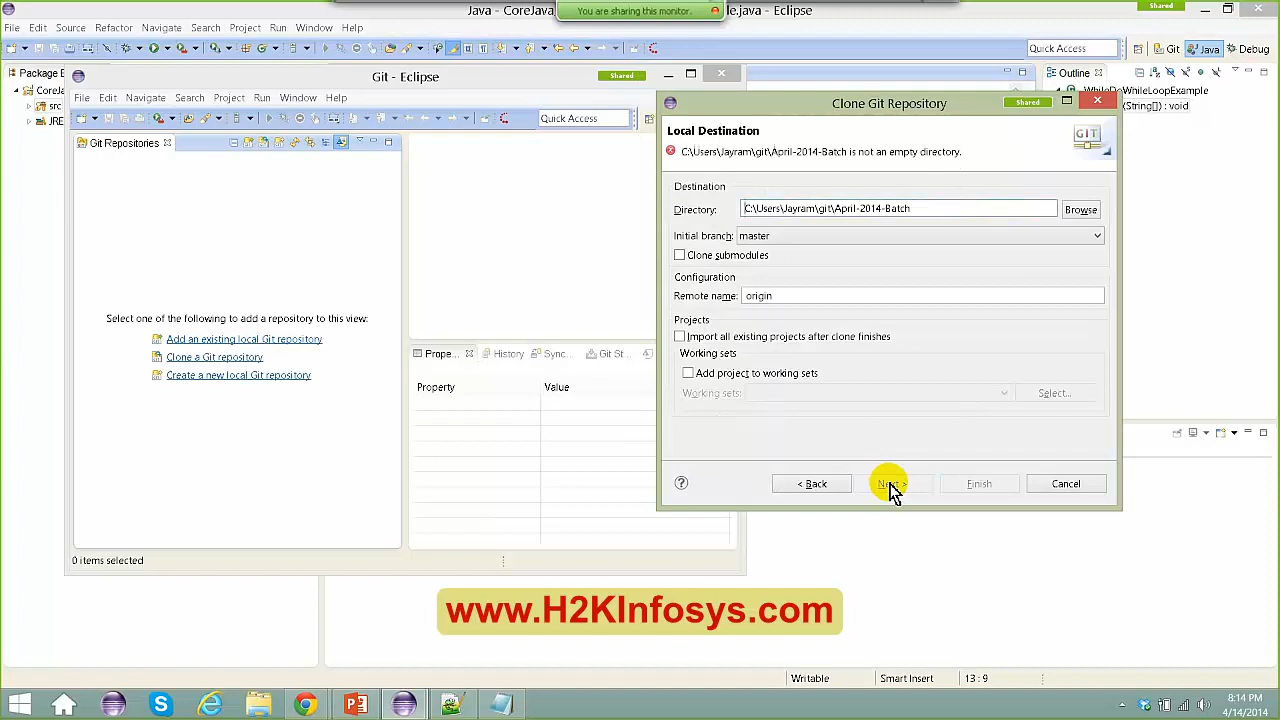 Java - CoreJava
le.java - Eclipse
You are sharing this monitor.
Shared
File Edit Source Refactor Navigate Search Project Run Window Help
Quick Access
Git
Java
Debug
Package E
CoreJa
src
JRE
Outline
WhileDoWhileLoopExample
(String[]) : void
Git - Eclipse
Shared
File Edit Navigate Search Project Run Window Help
Quick Access
Git Repositories
Select one of the following to add a repository to this view:
Add an existing local Git repository
Clone a Git repository
Create a new local Git repository
0 items selected
Prope...
History
Sync...
Git St...
Property Value
Clone Git Repository
Shared
Local Destination
GIT
C:\Users\Jayram\git\April-2014-Batch is not an empty directory.
Destination
Directory: C:\Users\Jayram\git\April-2014-Batch Browse
Initial branch: master
Clone submodules
Configuration
Remote name: origin
Projects
Import all existing projects after clone finishes
Working sets
Add project to working sets
Working sets: Select...
? < Back Next > Finish Cancel
www.H2KInfosys.com
Writable Smart Insert 13 : 9
8:14 PM
4/14/2014